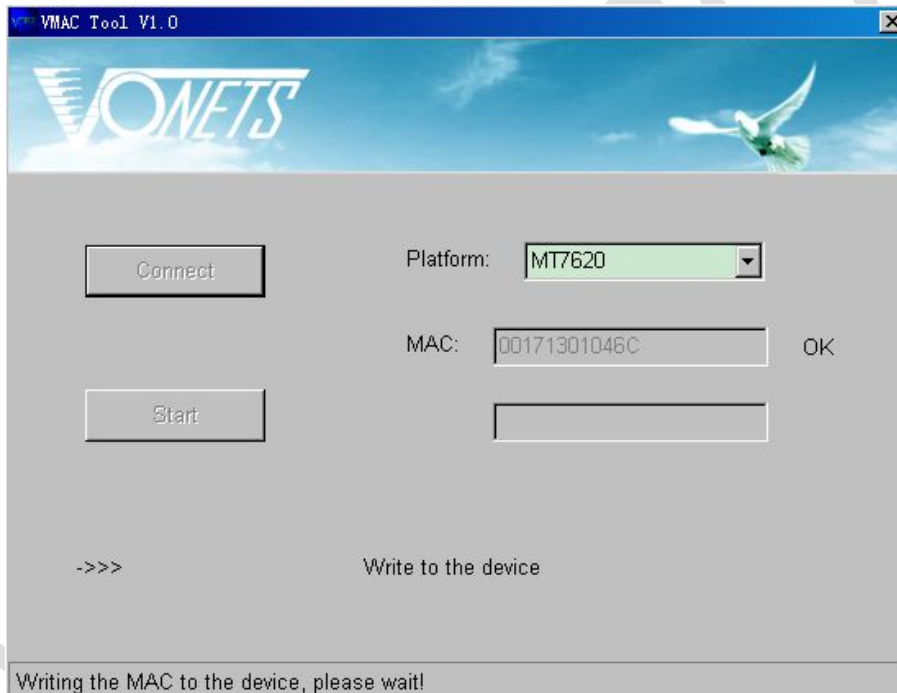 VMAC Tool V1.0
VONETS
Connect
Platform: MT7620
MAC: 00171301046C OK
Start
->>> Write to the device
Writing the MAC to the device, please wait!